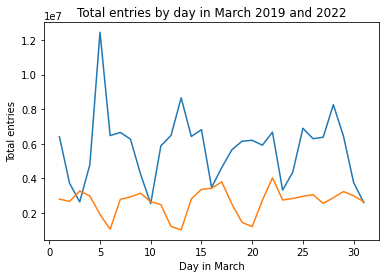 Total entries by day in March 2019 and 2022
1e7
1.2
1.0
0.8
0.6
0.4
0.2
Total entries
0 5 10 15 20 25 30
Day in March